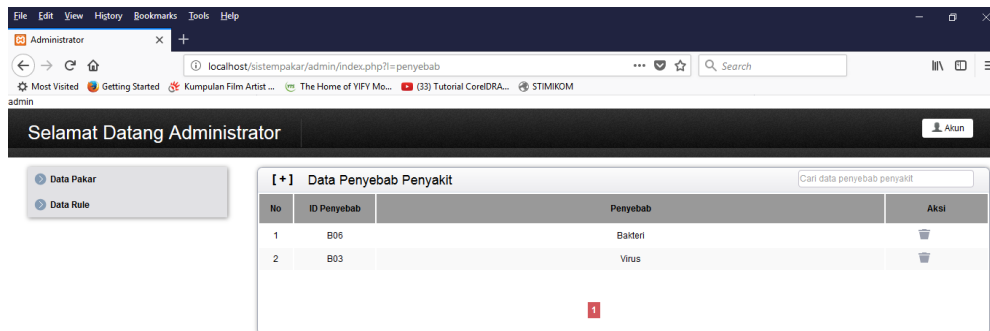 File Edit View History Bookmarks Tools Help
Administrator
localhost/sistempakar/admin/index.php?l=penyebab
Search
Most Visited Getting Started Kumpulan Film Artist ... The Home of YIFY Mo... (33) Tutorial CorelDRA... STIMIKOM
admin
Selamat Datang Administrator
Akun
Data Pakar
Data Rule
[+] Data Penyebab Penyakit
Cari data penyebab penyakit
No ID Penyebab Penyebab Aksi
1 B06 Bakteri
2 B03 Virus
1